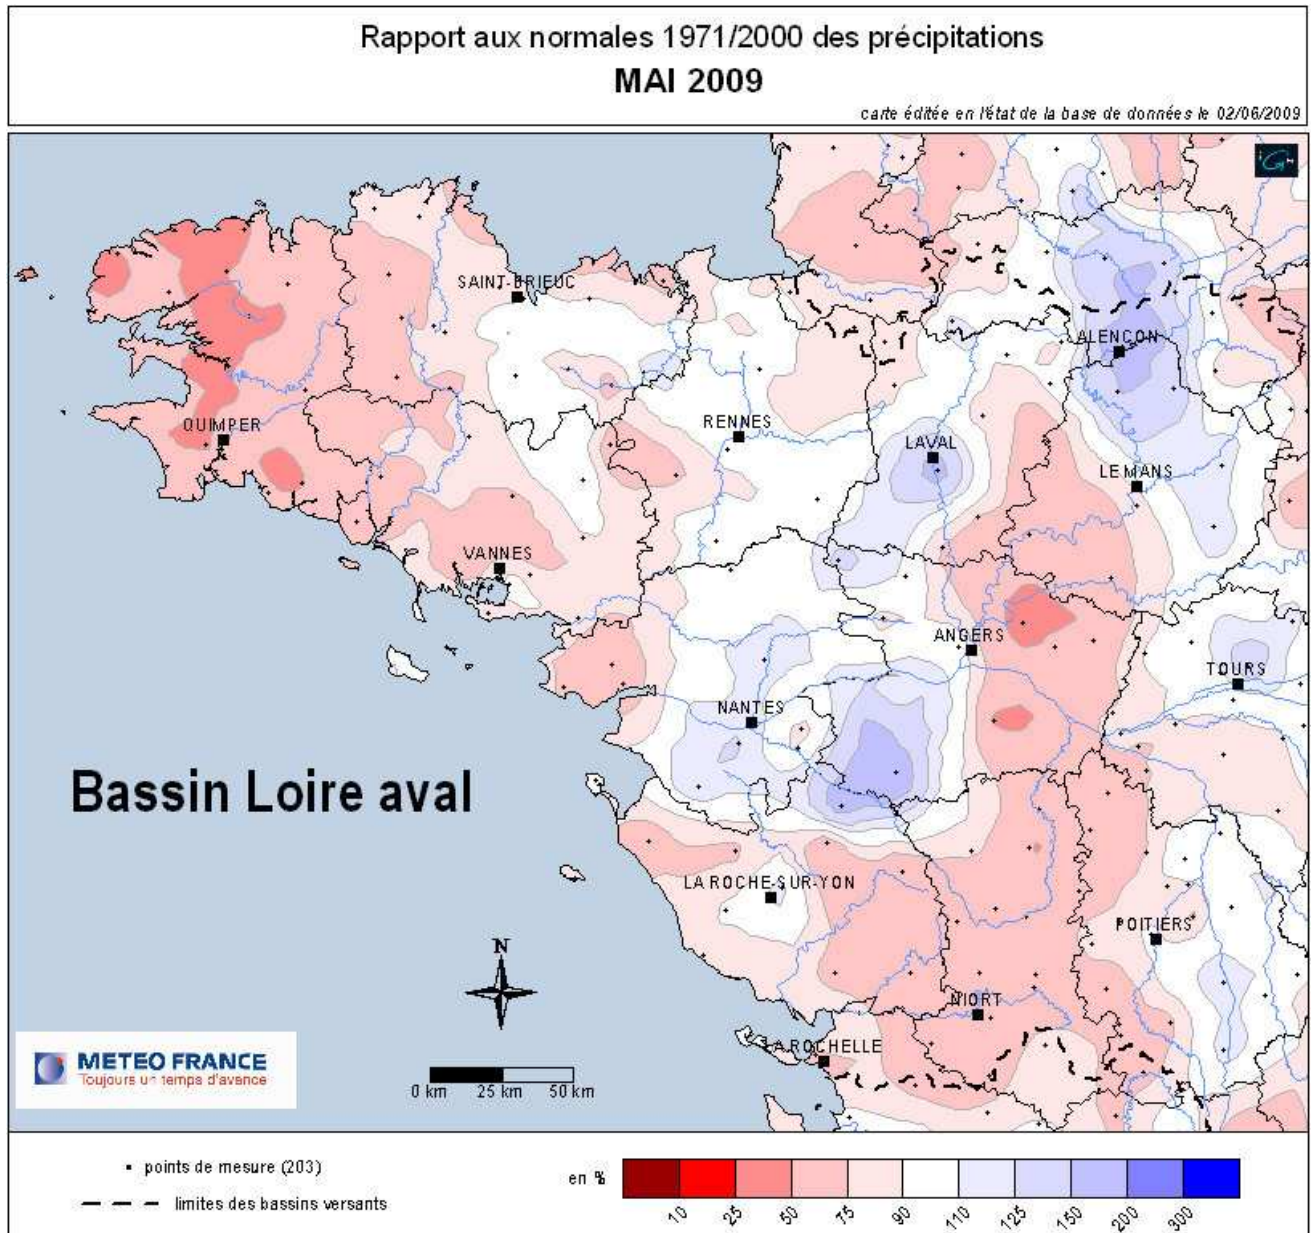 Rapport aux normales 1971/2000 des précipitations
MAI 2009
carte éditée en l'état de la base de données le 02/06/2009
SAINT-BRIEUC
ALENCON
QUIMPER
RENNES
LAVAL
LE MANS
VANNES
ANGERS
TOURS
NANTES
Bassin Loire aval
LA ROCHE-SUR-YON
POITIERS
N
NIORT
LA ROCHELLE
METEO FRANCE
Toujours un temps d'avance
0 km 25 km 50 km
points de mesure (203)
limites des bassins versants
en %
10 25 50 75 90 110 125 150 200 300